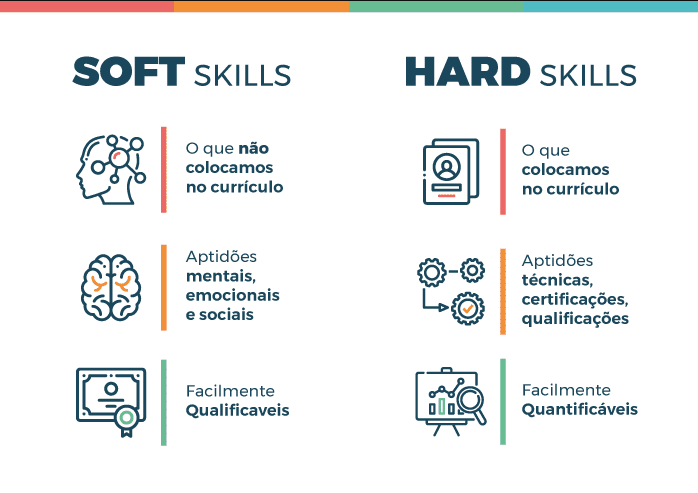 SOFT SKILLS
O que não
colocamos
no currículo
Aptidões
mentais,
emocionais
e sociais
Facilmente
Qualificaveis
HARD SKILLS
O que
colocamos
no currículo
Aptidões
técnicas,
certificações,
qualificações
Facilmente
Quantificáveis